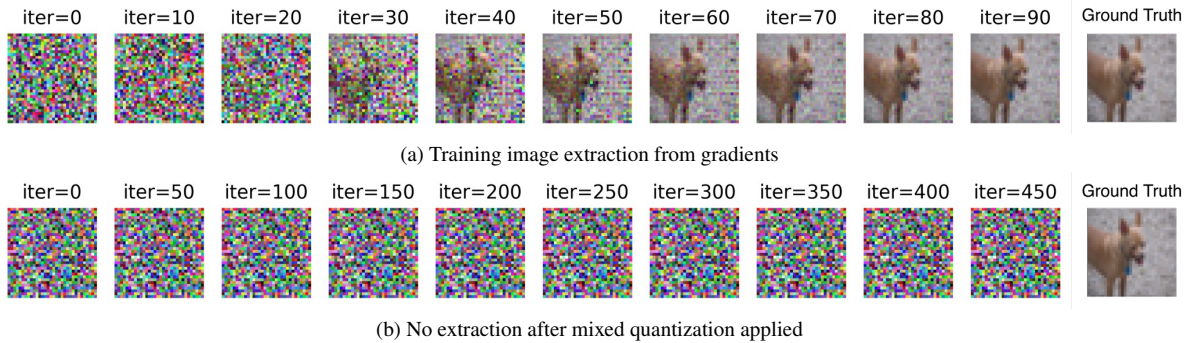 iter=0 iter=10 iter=20 iter=30 iter=40 iter=50 iter=60 iter=70 iter=80 iter=90 Ground Truth
(a) Training image extraction from gradients
iter=0 iter=50 iter=100 iter=150 iter=200 iter=250 iter=300 iter=350 iter=400 iter=450 Ground Truth
(b) No extraction after mixed quantization applied